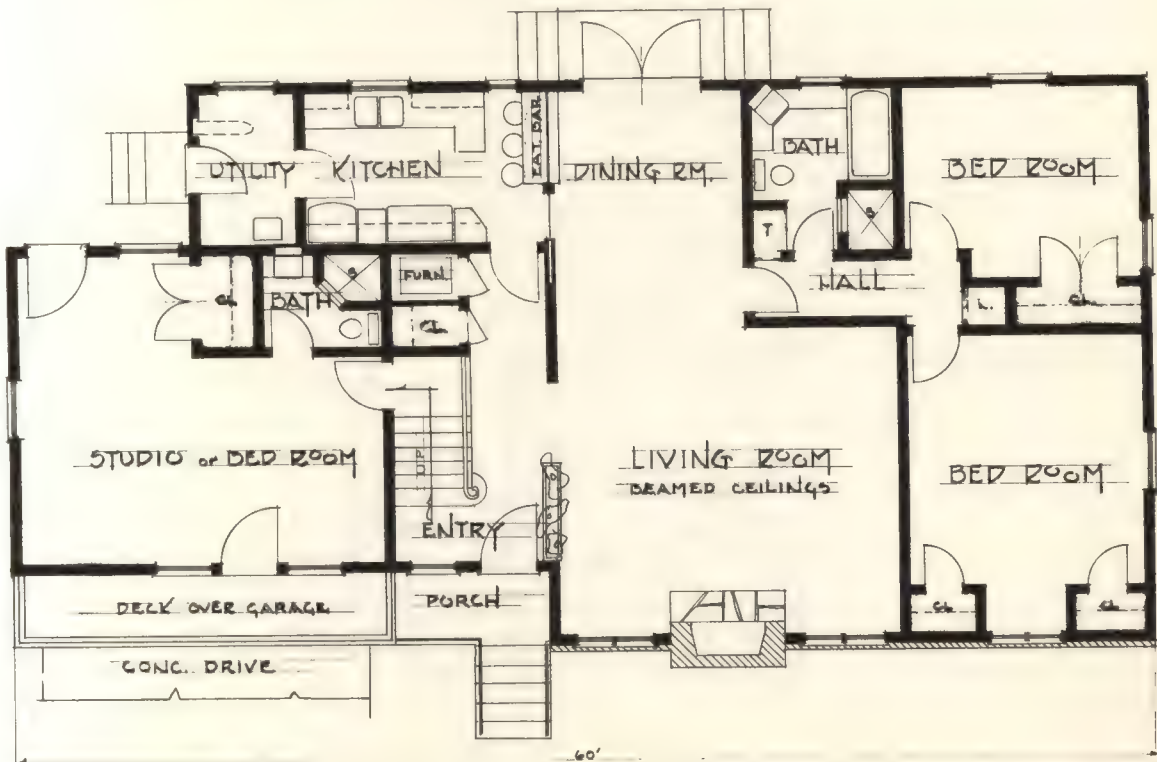 EAT. BAR
UTILITY
KITCHEN
DINING RM.
BATH
BED ROOM
S
T
HALL
CL.
BATH
S
FURN.
CL.
L.
CL.
STUDIO or BED ROOM
UP
LIVING ROOM
BEAMED CEILINGS
BED ROOM
ENTRY
DECK OVER GARAGE
PORCH
CL.
CL.
CONC. DRIVE
60'